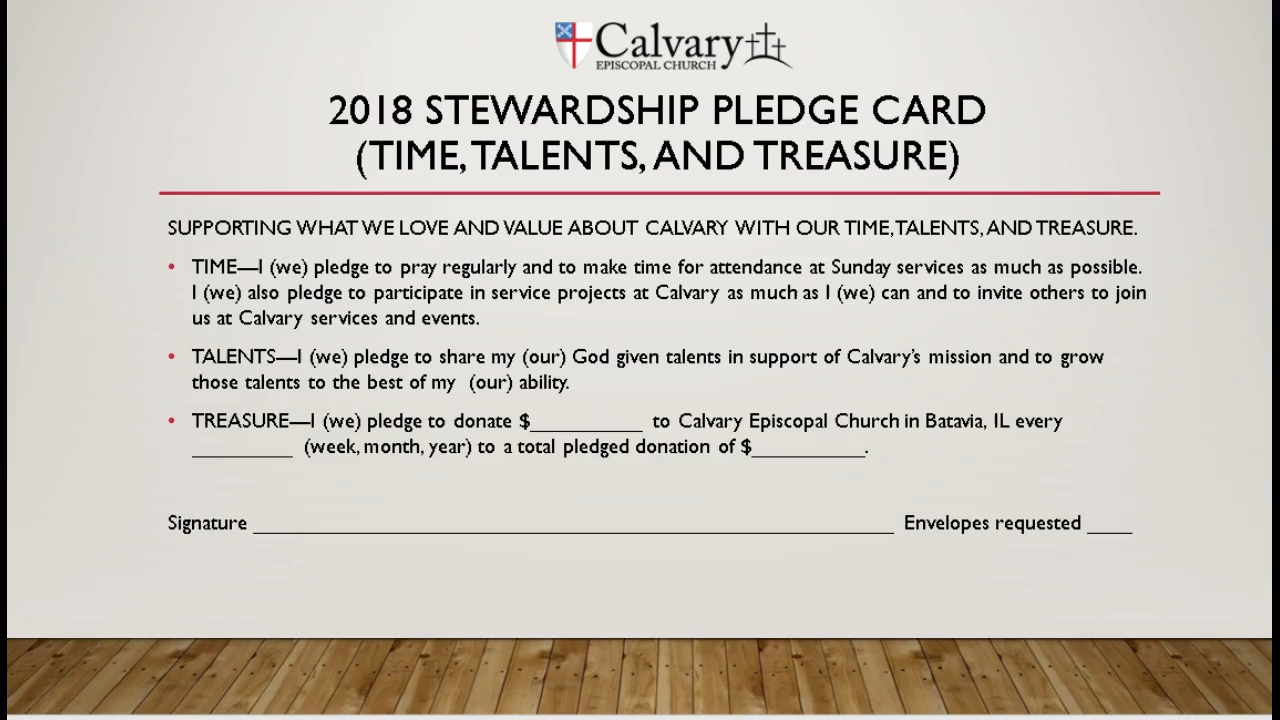 Calvary
EPISCOPAL CHURCH
2018 STEWARDSHIP PLEDGE CARD
(TIME, TALENTS, AND TREASURE)
SUPPORTING WHAT WE LOVE AND VALUE ABOUT CALVARY WITH OUR TIME, TALENTS, AND TREASURE.
• TIME—I (we) pledge to pray regularly and to make time for attendance at Sunday services as much as possible.
I (we) also pledge to participate in service projects at Calvary as much as I (we) can and to invite others to join
us at Calvary services and events.
• TALENTS—I (we) pledge to share my (our) God given talents in support of Calvary's mission and to grow
those talents to the best of my (our) ability.
• TREASURE—I (we) pledge to donate $__________ to Calvary Episcopal Church in Batavia, IL every
_________ (week, month, year) to a total pledged donation of $__________.
Signature _________________________________________________________ Envelopes requested ____